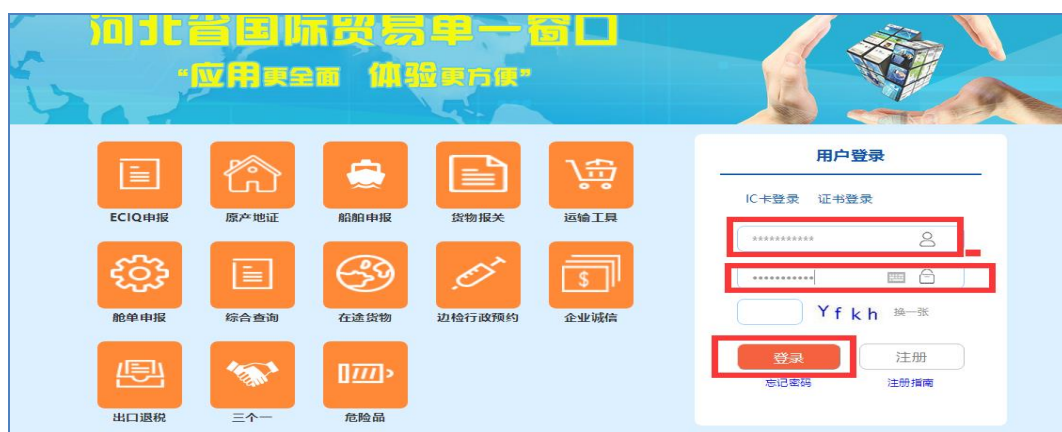 河北省国际贸易单一窗口
“应用更全面 体验更方便”
ECIQ申报 原产地证 船舶申报 货物报关 运输工具
舱单申报 综合查询 在途货物 边检行政预约 企业诚信
出口退税 三个一 危险品
用户登录
IC卡登录 证书登录
***********
***********
Yfkh 换一张
登录 注册
忘记密码 注册指南